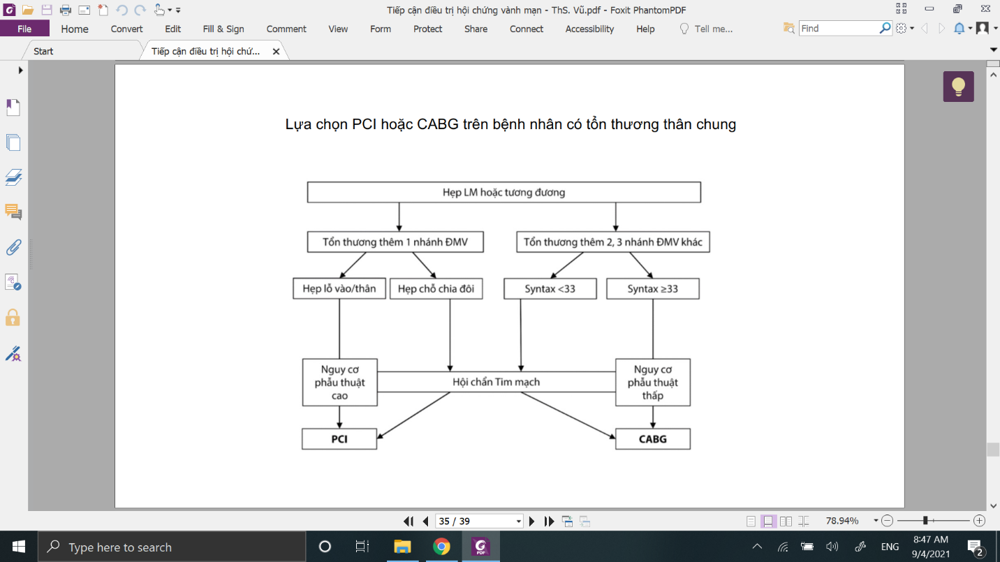 Tiếp cận điều trị hội chứng vành mạn - ThS. Vũ.pdf - Foxit PhantomPDF
File Home Convert Edit Fill & Sign Comment View Form Protect Share Connect Accessibility Help Tell me... Find
Start Tiếp cận điều trị hội chứ...
Lựa chọn PCI hoặc CABG trên bệnh nhân có tổn thương thân chung
Hẹp LM hoặc tương đương
Tổn thương thêm 1 nhánh ĐMV Tổn thương thêm 2, 3 nhánh ĐMV khác
Hẹp lỗ vào/thân Hẹp chỗ chia đôi Syntax <33 Syntax ≥33
Nguy cơ
phẫu thuật
cao
Hội chẩn Tim mạch
Nguy cơ
phẫu thuật
thấp
PCI CABG
35 / 39 78.94%
Type here to search PDF ENG 8:47 AM
9/4/2021 2